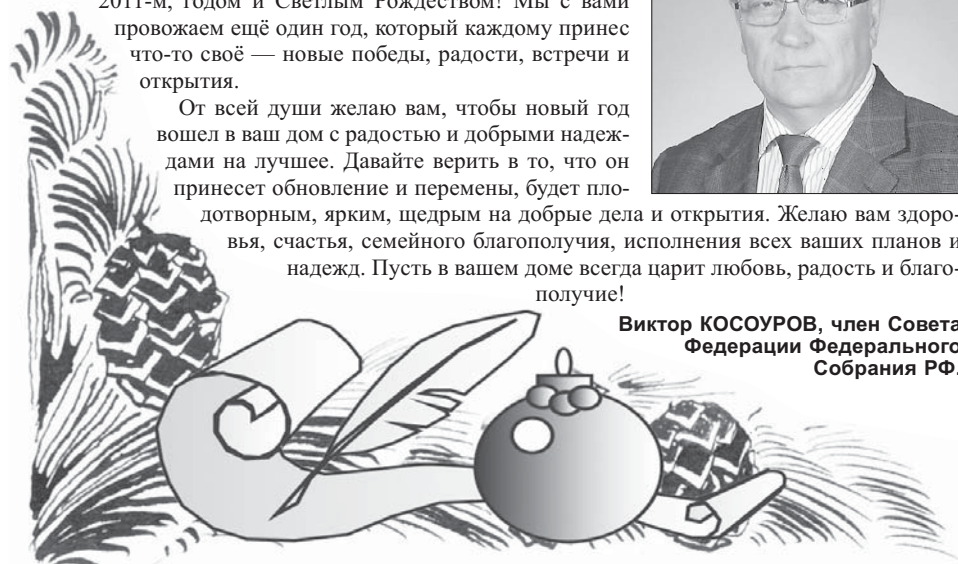 2011-м, годом и Светлым Рождеством! Мы с вами
провожаем ещё один год, который каждому принес
что-то своё — новые победы, радости, встречи и
открытия.
От всей души желаю вам, чтобы новый год
вошел в ваш дом с радостью и добрыми надеж-
дами на лучшее. Давайте верить в то, что он
принесет обновление и перемены, будет пло-
дотворным, ярким, щедрым на добрые дела и открытия. Желаю вам здоро-
вья, счастья, семейного благополучия, исполнения всех ваших планов и
надежд. Пусть в вашем доме всегда царит любовь, радость и благо-
получие!
Виктор КОСОУРОВ, член Совета
Федерации Федерального
Собрания РФ.